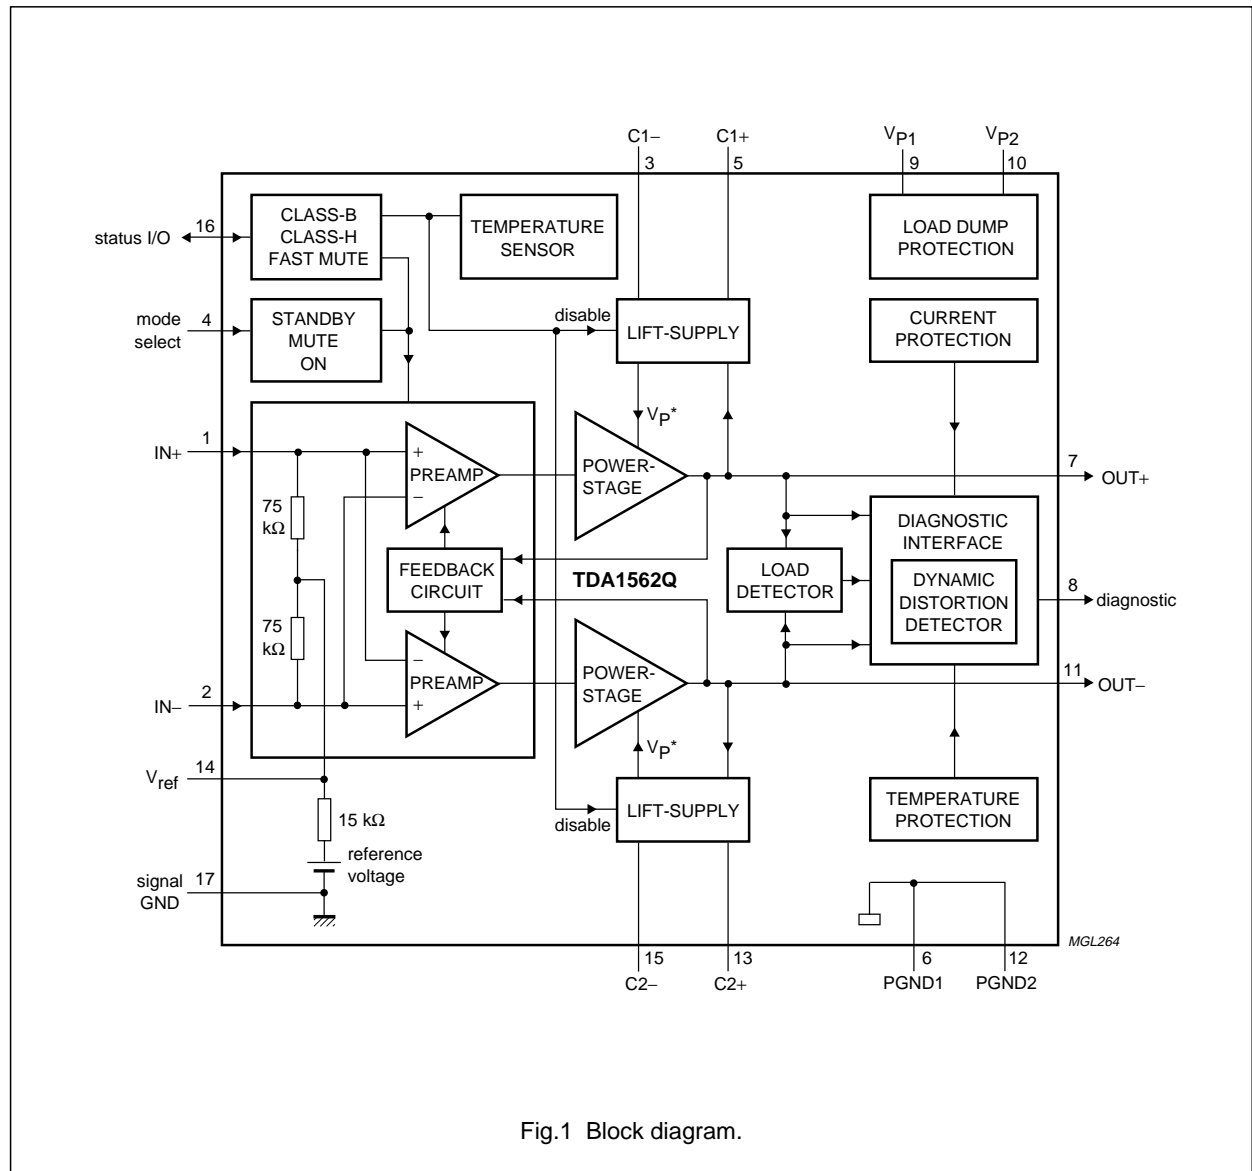 C1−
C1+
VP1
VP2
3
5
9
10
16
status I/O
CLASS-B
CLASS-H
FAST MUTE
TEMPERATURE
SENSOR
LOAD DUMP
PROTECTION
mode
select
4
STANDBY
MUTE
ON
disable
LIFT-SUPPLY
CURRENT
PROTECTION
VP*
IN+
1
+
PREAMP
−
POWER-
STAGE
7
OUT+
75
kΩ
FEEDBACK
CIRCUIT
TDA1562Q
LOAD
DETECTOR
DIAGNOSTIC
INTERFACE
DYNAMIC
DISTORTION
DETECTOR
8
diagnostic
75
kΩ
−
PREAMP
+
POWER-
STAGE
11
OUT−
IN−
2
VP*
Vref
14
disable
LIFT-SUPPLY
TEMPERATURE
PROTECTION
15 kΩ
reference
voltage
signal
GND
17
MGL264
15
13
6
12
C2−
C2+
PGND1
PGND2
Fig.1 Block diagram.